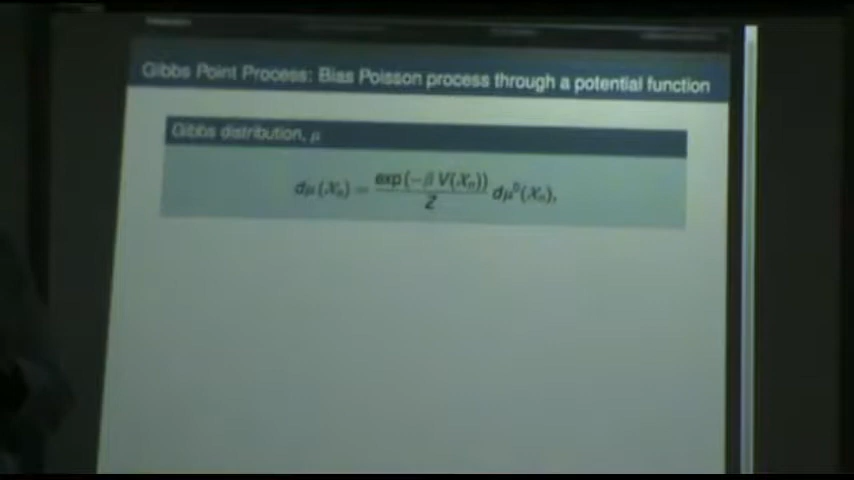 Gibbs Point Process: Bias Poisson process through a potential function
Gibbs distribution, μ
dμ(𝒳ₙ) = exp(−β V(𝒳ₙ)) / Z dμ⁰(𝒳ₙ),